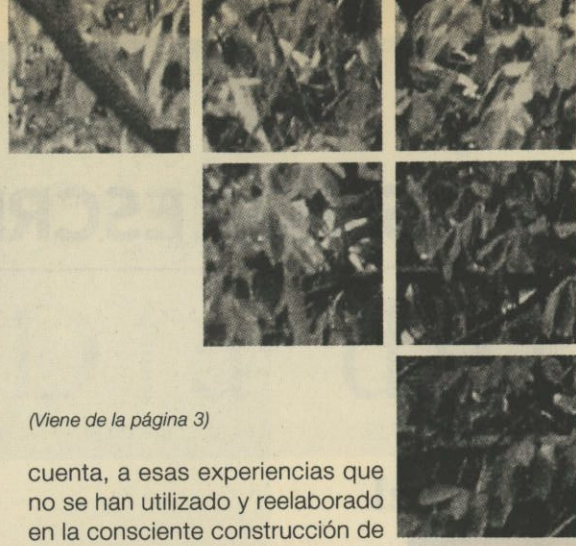 (Viene de la página 3)
cuenta, a esas experiencias que
no se han utilizado y reelaborado
en la consciente construcción de